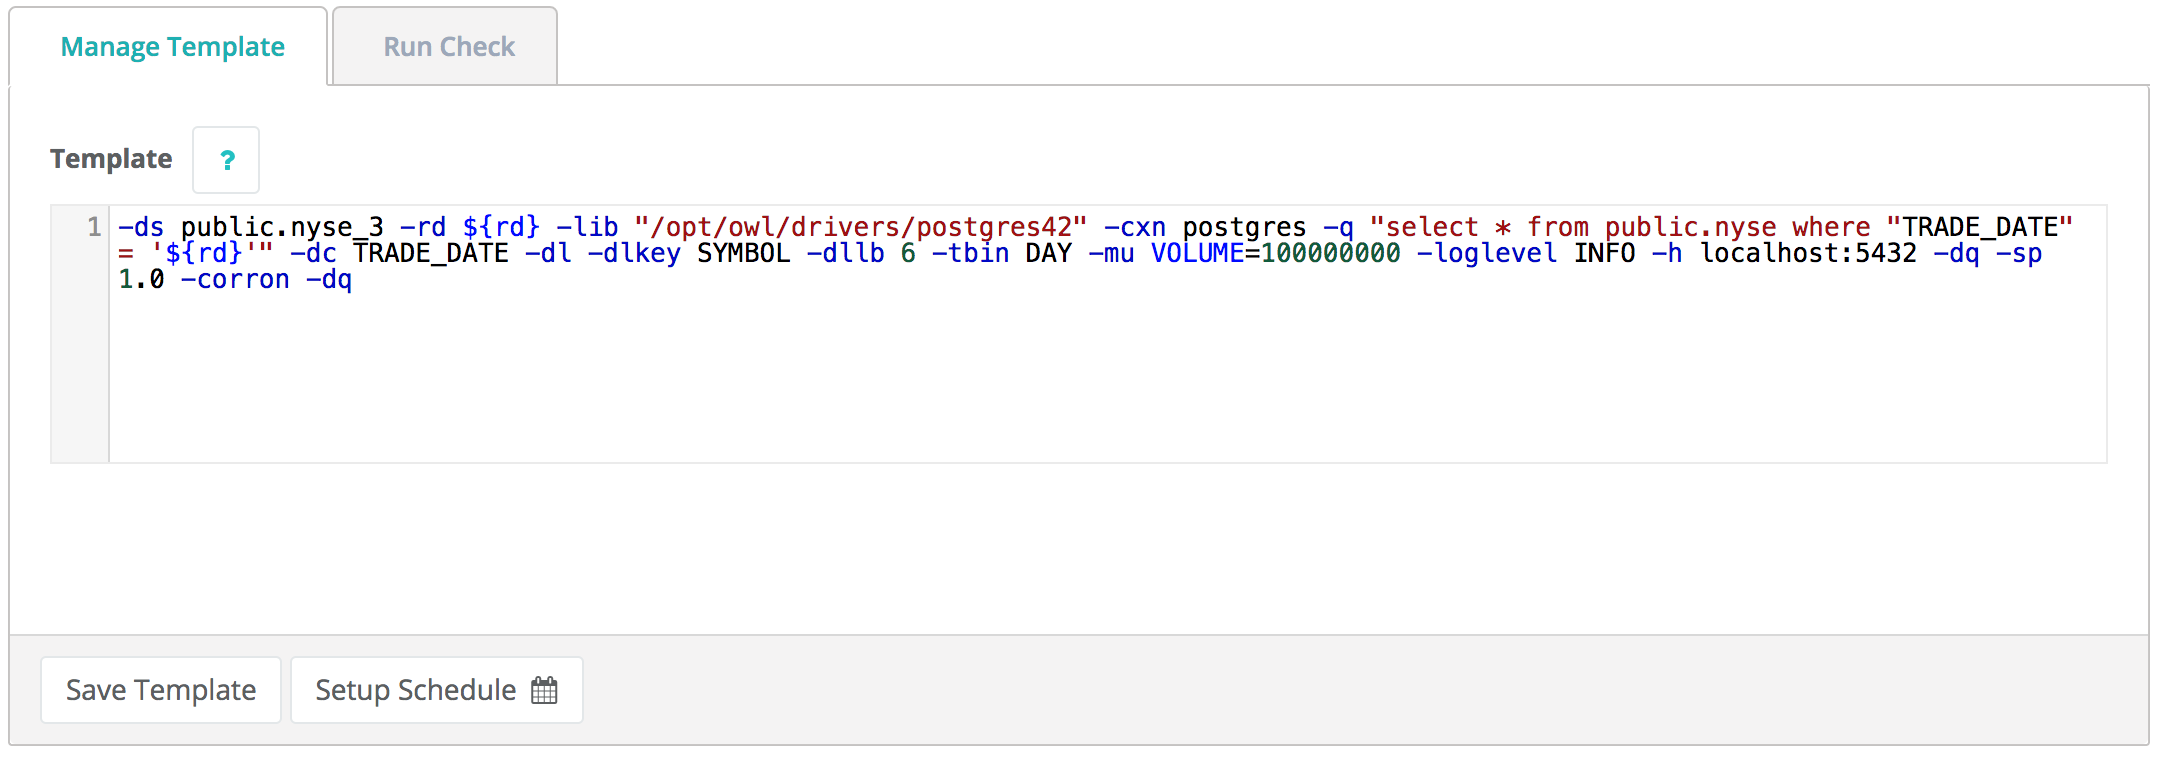 Manage Template
Run Check
Template ?
1 -ds public.nyse_3 -rd ${rd} -lib "/opt/owl/drivers/postgres42" -cxn postgres -q "select * from public.nyse where "TRADE_DATE"
= '${rd}'" -dc TRADE_DATE -dl -dlkey SYMBOL -dllb 6 -tbin DAY -mu VOLUME=100000000 -loglevel INFO -h localhost:5432 -dq -sp
1.0 -corron -dq
Save Template
Setup Schedule